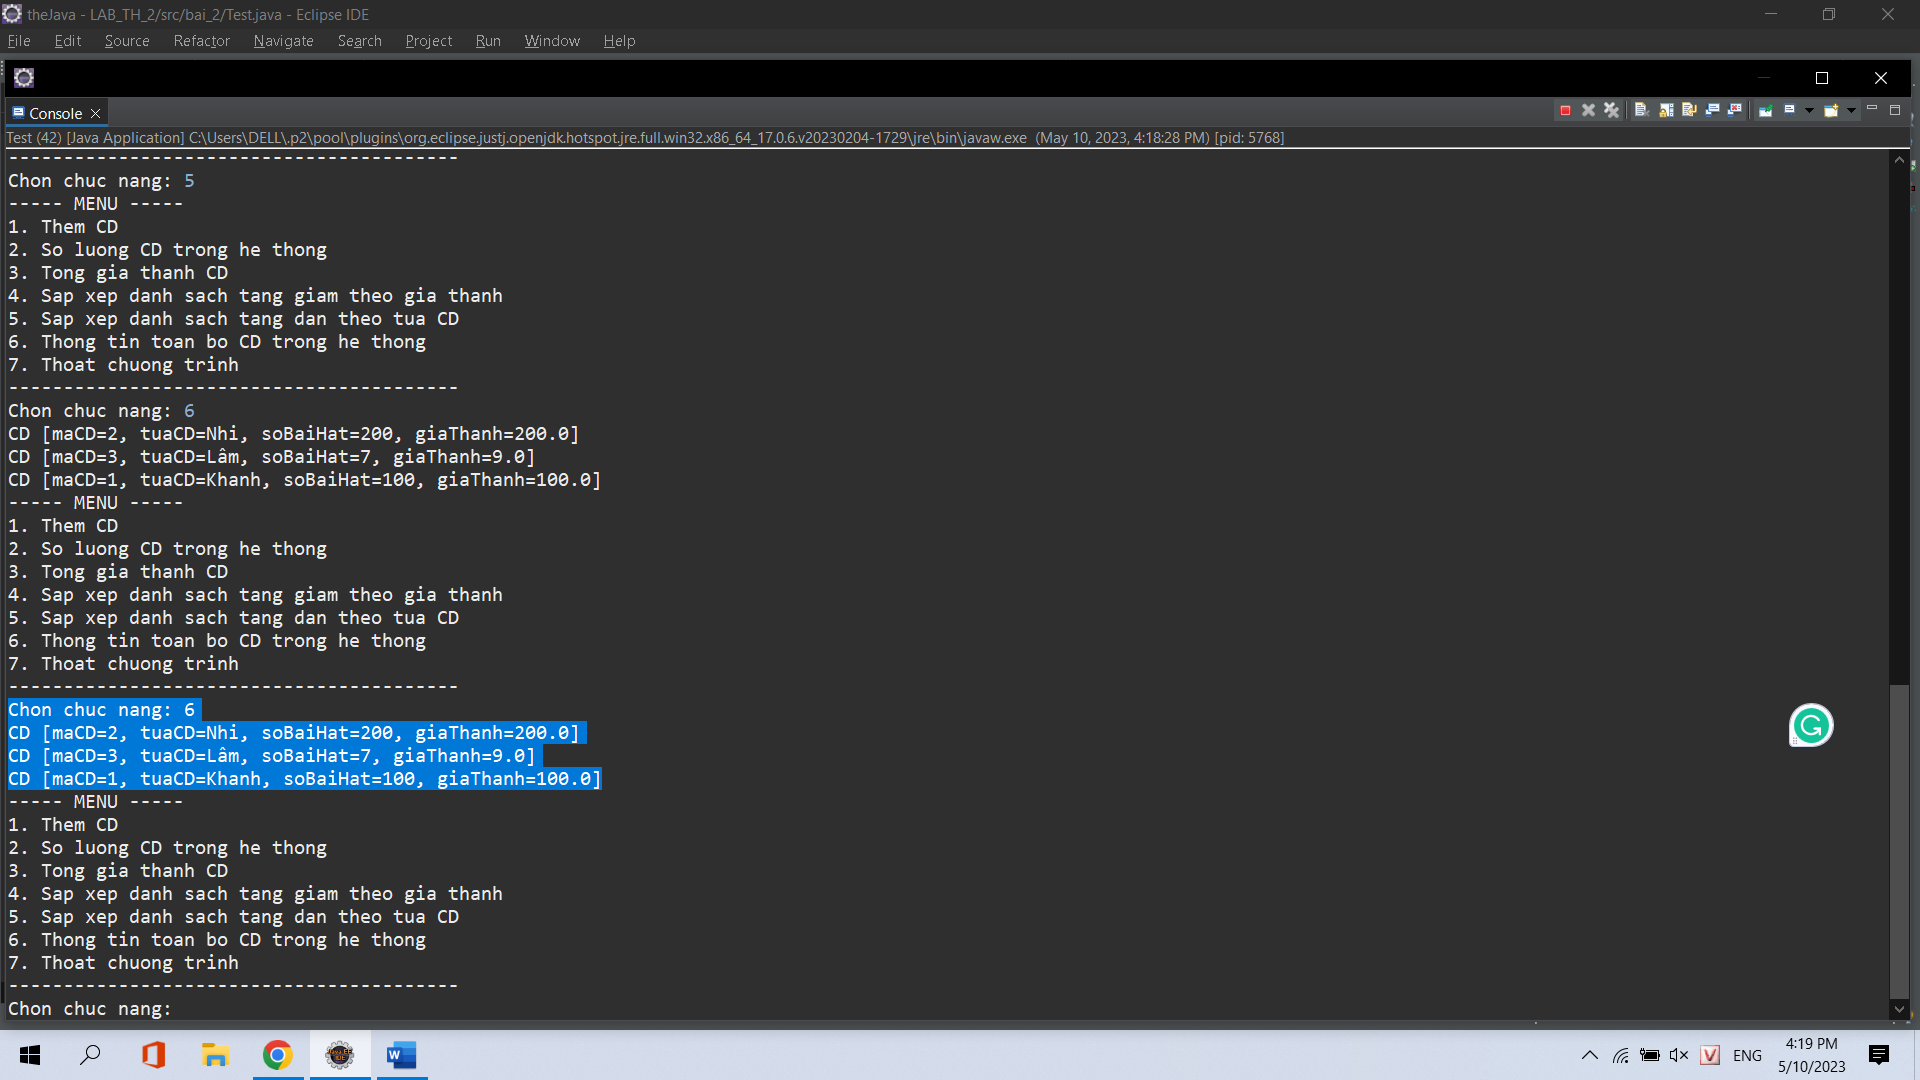 theJava - LAB_TH_2/src/bai_2/Test.java - Eclipse IDE
File Edit Source Refactor Navigate Search Project Run Window Help
Console
Test (42) [Java Application] C:\Users\DELL\.p2\pool\plugins\org.eclipse.justj.openjdk.hotspot.jre.full.win32.x86_64_17.0.6.v20230204-1729\jre\bin\javaw.exe (May 10, 2023, 4:18:28 PM) [pid: 5768]
-----------------------------------------
Chon chuc nang: 5
----- MENU -----
1. Them CD
2. So luong CD trong he thong
3. Tong gia thanh CD
4. Sap xep danh sach tang giam theo gia thanh
5. Sap xep danh sach tang dan theo tua CD
6. Thong tin toan bo CD trong he thong
7. Thoat chuong trinh
-----------------------------------------
Chon chuc nang: 6
CD [maCD=2, tuaCD=Nhi, soBaiHat=200, giaThanh=200.0]
CD [maCD=3, tuaCD=Lâm, soBaiHat=7, giaThanh=9.0]
CD [maCD=1, tuaCD=Khanh, soBaiHat=100, giaThanh=100.0]
----- MENU -----
1. Them CD
2. So luong CD trong he thong
3. Tong gia thanh CD
4. Sap xep danh sach tang giam theo gia thanh
5. Sap xep danh sach tang dan theo tua CD
6. Thong tin toan bo CD trong he thong
7. Thoat chuong trinh
-----------------------------------------
Chon chuc nang: 6
CD [maCD=2, tuaCD=Nhi, soBaiHat=200, giaThanh=200.0]
CD [maCD=3, tuaCD=Lâm, soBaiHat=7, giaThanh=9.0]
CD [maCD=1, tuaCD=Khanh, soBaiHat=100, giaThanh=100.0]
----- MENU -----
1. Them CD
2. So luong CD trong he thong
3. Tong gia thanh CD
4. Sap xep danh sach tang giam theo gia thanh
5. Sap xep danh sach tang dan theo tua CD
6. Thong tin toan bo CD trong he thong
7. Thoat chuong trinh
-----------------------------------------
Chon chuc nang:
ENG
4:19 PM
5/10/2023